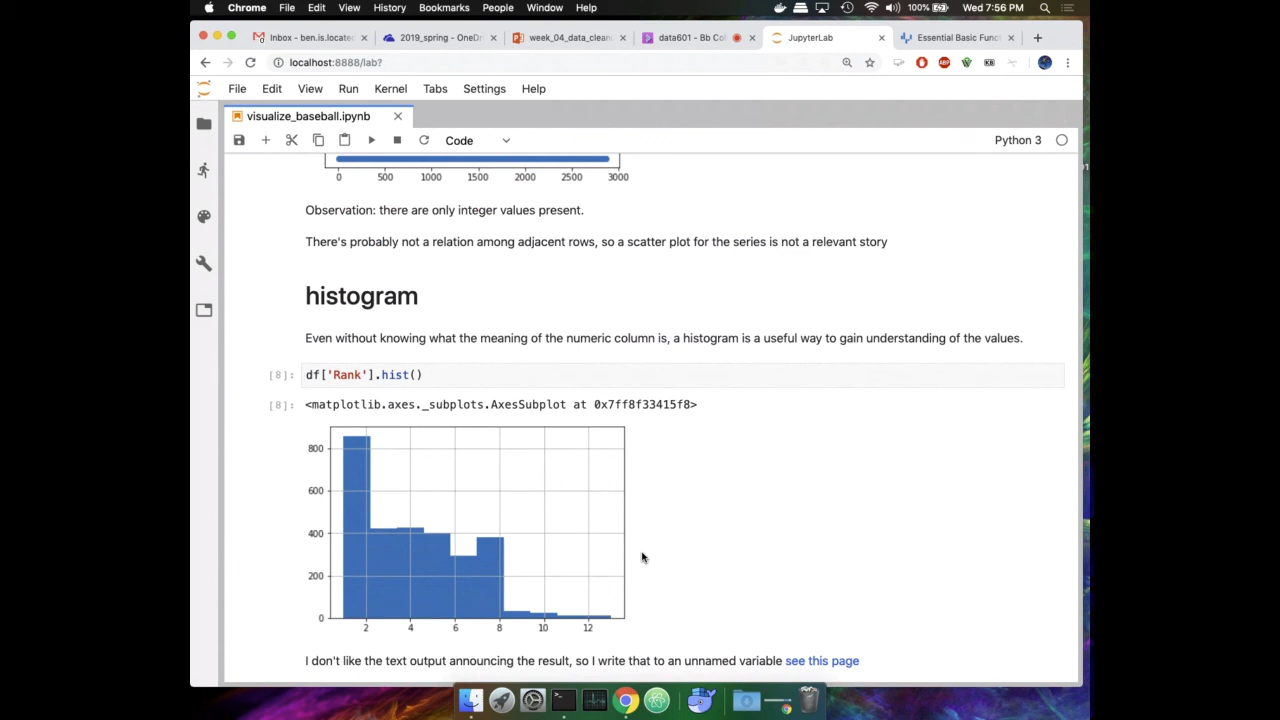 Chrome File Edit View History Bookmarks People Window Help 100% Wed 7:56 PM
Inbox - ben.is.locate 2019_spring - OneDr week_04_data_clean data601 - Bb Co JupyterLab Essential Basic Func
localhost:8888/lab?
File Edit View Run Kernel Tabs Settings Help
visualize_baseball.ipynb
Code Python 3
0 500 1000 1500 2000 2500 3000
Observation: there are only integer values present.
There's probably not a relation among adjacent rows, so a scatter plot for the series is not a relevant story
histogram
Even without knowing what the meaning of the numeric column is, a histogram is a useful way to gain understanding of the values.
[8]: df['Rank'].hist()
[8]: <matplotlib.axes._subplots.AxesSubplot at 0x7ff8f33415f8>
800
600
400
200
0
2 4 6 8 10 12
I don't like the text output announcing the result, so I write that to an unnamed variable see this page